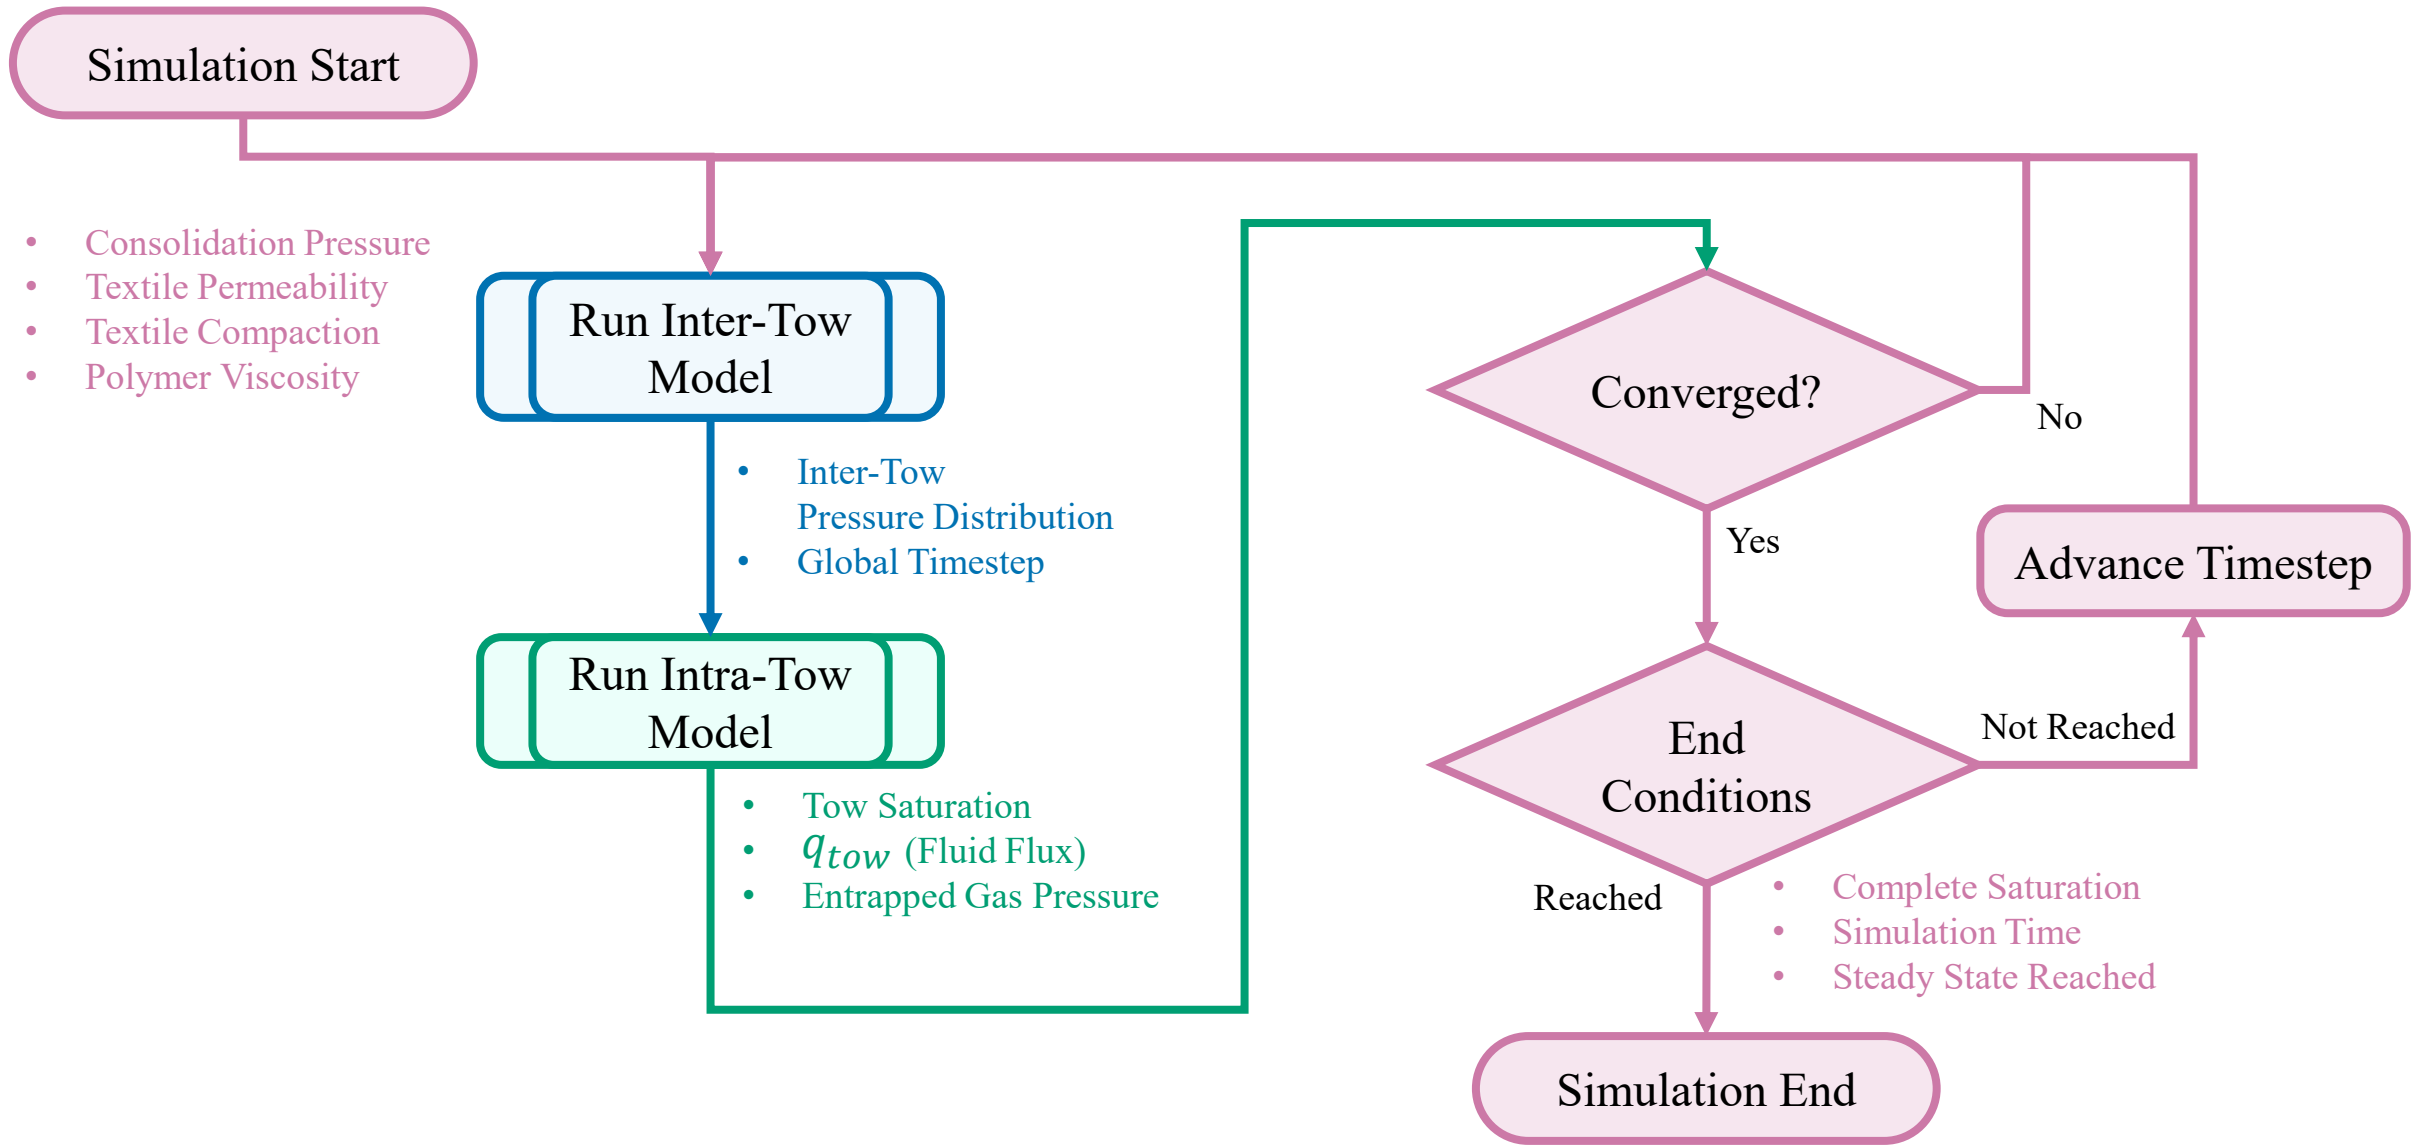 Simulation Start
• Consolidation Pressure
• Textile Permeability
• Textile Compaction
• Polymer Viscosity
Run Inter-Tow
Model
• Inter-Tow
Pressure Distribution
• Global Timestep
Run Intra-Tow
Model
• Tow Saturation
• q_tow (Fluid Flux)
• Entrapped Gas Pressure
Converged?
No
Yes
Advance Timestep
End
Conditions
Not Reached
Reached
• Complete Saturation
• Simulation Time
• Steady State Reached
Simulation End